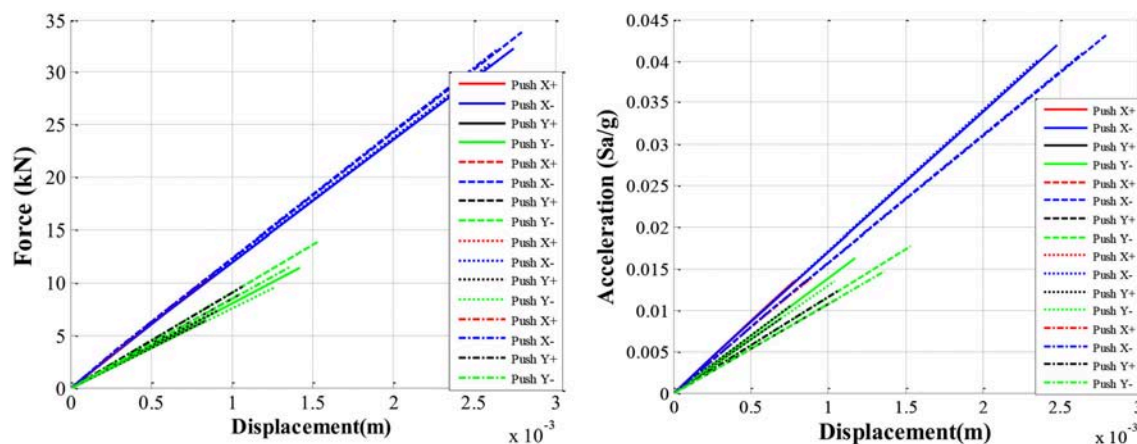 35
30
25
20
15
10
5
0
Force (kN)
0 0.5 1 1.5 2 2.5 3
Displacement(m)
x 10⁻³
Push X+
Push X-
Push Y+
Push Y-
Push X+
Push X-
Push Y+
Push Y-
Push X+
Push X-
Push Y+
Push Y-
Push X+
Push X-
Push Y+
Push Y-
0.045
0.04
0.035
0.03
0.025
0.02
0.015
0.01
0.005
0
Acceleration (Sa/g)
0 0.5 1 1.5 2 2.5 3
Displacement(m)
x 10⁻³
Push X+
Push X-
Push Y+
Push Y-
Push X+
Push X-
Push Y+
Push Y-
Push X+
Push X-
Push Y+
Push Y-
Push X+
Push X-
Push Y+
Push Y-